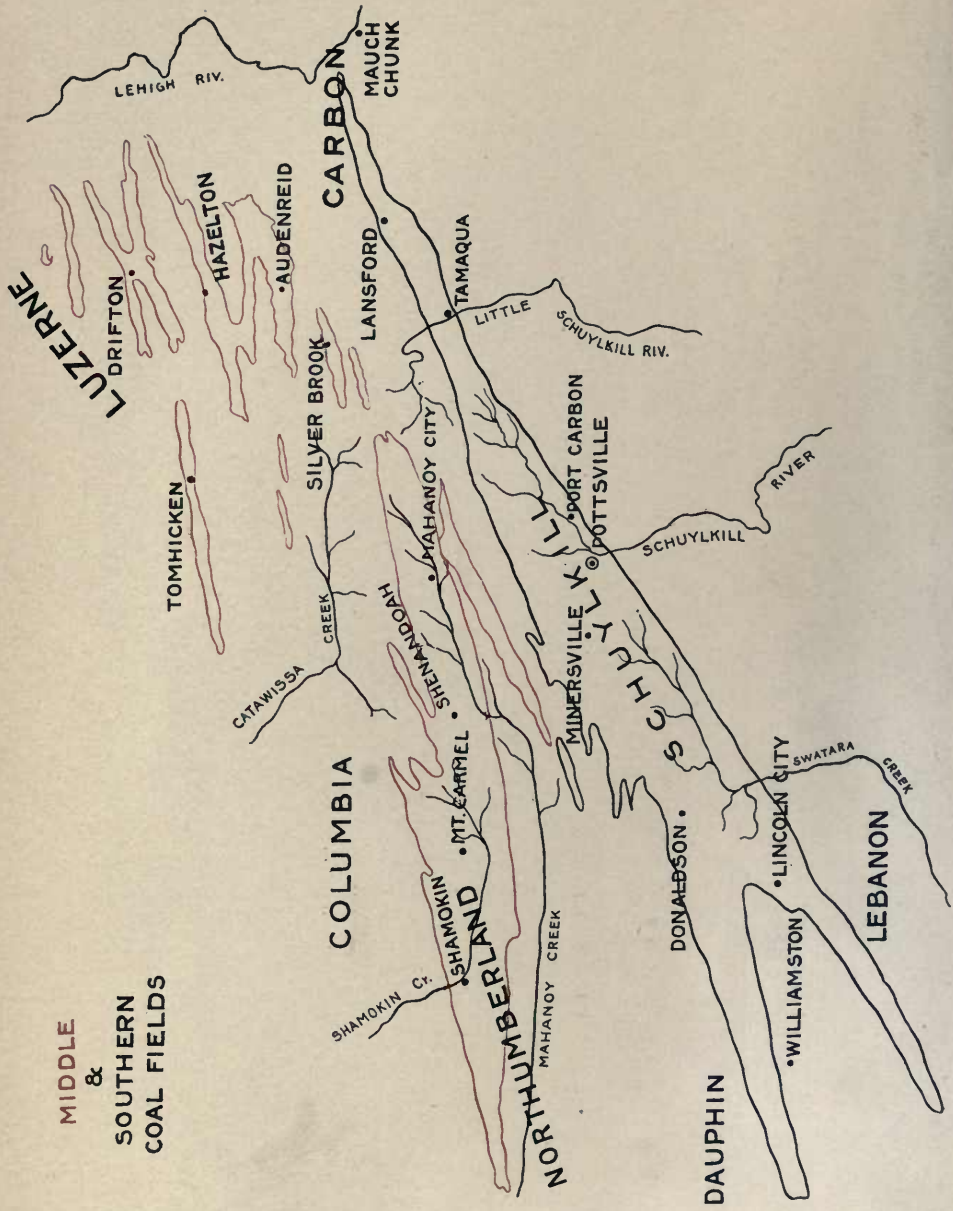 MIDDLE
&
SOUTHERN
COAL FIELDS
LUZERNE
LEHIGH RIV.
DRIFTON
HAZELTON
AUDENREID
TOMHICKEN
SILVER BROOK
CARBON
MAUCH
CHUNK
LANSFORD
TAMAQUA
LITTLE
SCHUYLKILL RIV.
CATAWISSA
CREEK
MAHANOY CITY
SHENANDOAH
COLUMBIA
MT. CARMEL
SHAMOKIN Cr.
SHAMOKIN
NORTHUMBERLAND
MAHANOY CREEK
PORT CARBON
POTTSVILLE
MINERSVILLE
SCHUYLKILL
SCHUYLKILL
RIVER
DONALDSON
LINCOLN CITY
SWATARA
CREEK
WILLIAMSTON
LEBANON
DAUPHIN